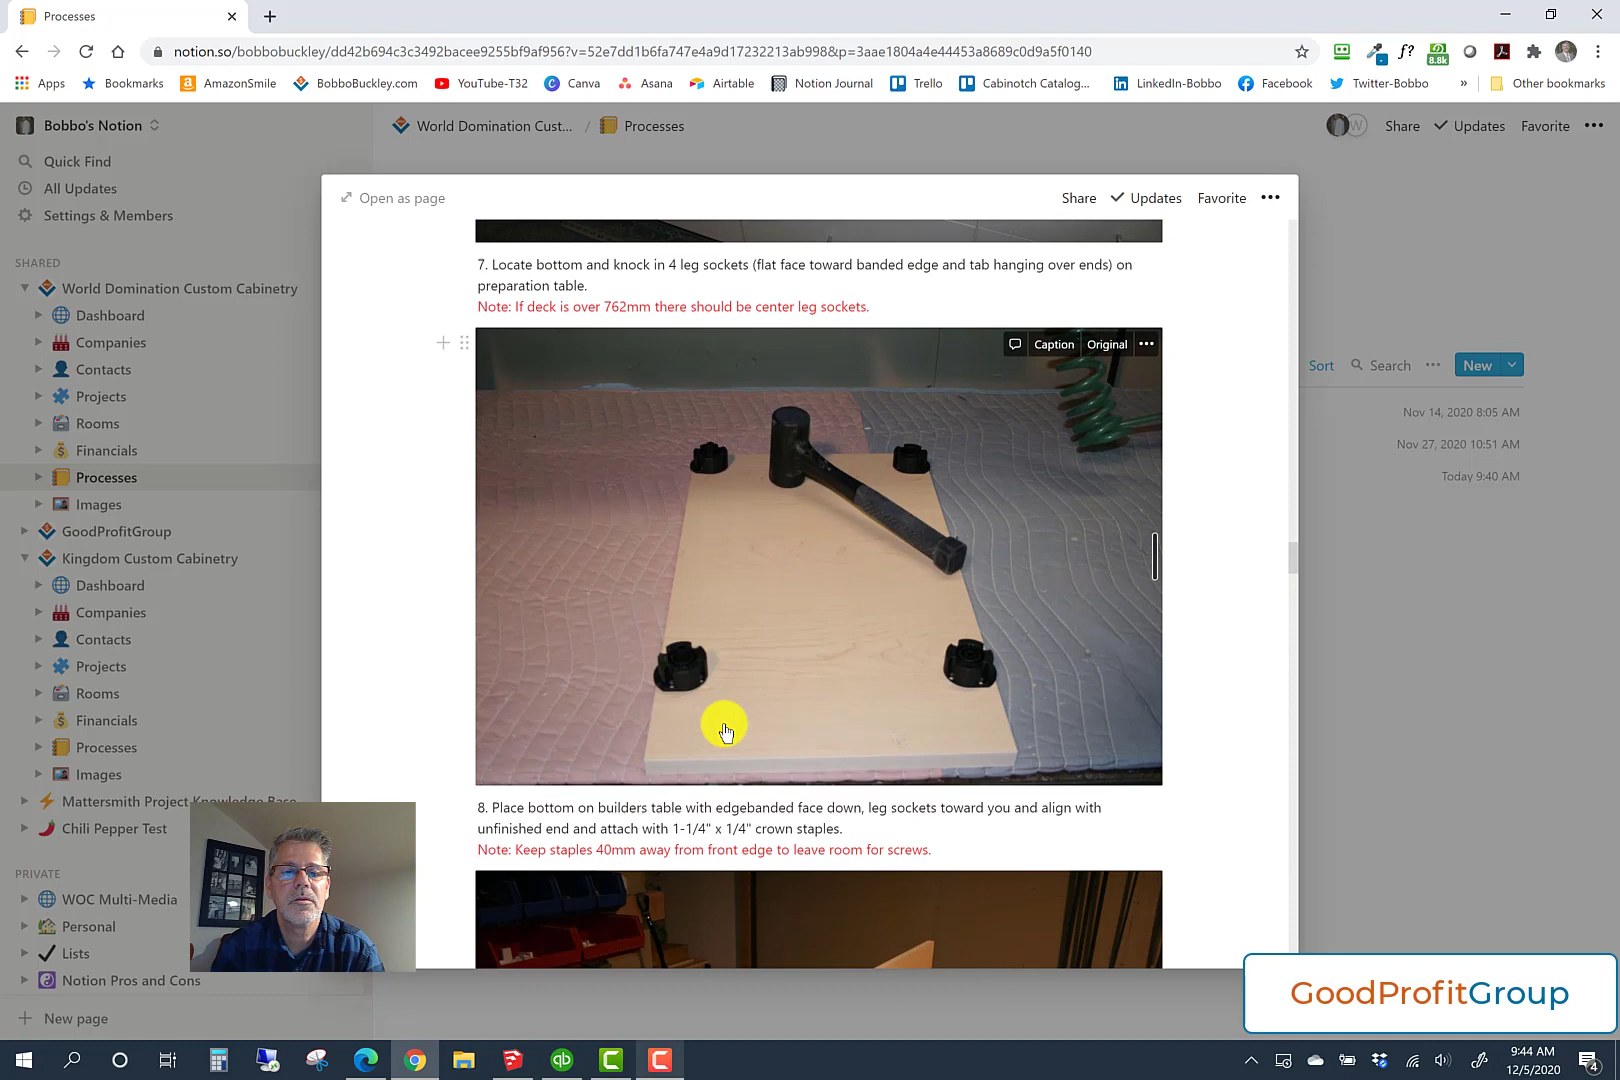 Processes
notion.so/bobbobuckley/dd42b694c3c3492bacee9255bf9af956?v=52e7dd1b6fa747e4a9d17232213ab998&p=3aae1804a4e44453a8689c0d9a5f0140
f?
8.8k
Apps
Bookmarks
AmazonSmile
BobboBuckley.com
YouTube-T32
Canva
Asana
Airtable
Notion Journal
Trello
Cabinotch Catalog...
LinkedIn-Bobbo
Facebook
Twitter-Bobbo
»
Other bookmarks
Bobbo's Notion
World Domination Cust... / Processes
W
Share
Updates
Favorite
Quick Find
All Updates
Settings & Members
SHARED
World Domination Custom Cabinetry
Dashboard
Companies
Contacts
Projects
Rooms
Financials
Processes
Images
GoodProfitGroup
Kingdom Custom Cabinetry
Dashboard
Companies
Contacts
Projects
Rooms
Financials
Processes
Images
Mattersmith Project Knowledge Base
Chili Pepper Test
PRIVATE
WOC Multi-Media
Personal
Lists
Notion Pros and Cons
New page
Open as page
Share
Updates
Favorite
7. Locate bottom and knock in 4 leg sockets (flat face toward banded edge and tab hanging over ends) on
preparation table.
Note: If deck is over 762mm there should be center leg sockets.
Caption
Original
8. Place bottom on builders table with edgebanded face down, leg sockets toward you and align with
unfinished end and attach with 1-1/4" x 1/4" crown staples.
Note: Keep staples 40mm away from front edge to leave room for screws.
Sort
Search
New
Nov 14, 2020 8:05 AM
Nov 27, 2020 10:51 AM
Today 9:40 AM
GoodProfitGroup
qb
9:44 AM
12/5/2020
4